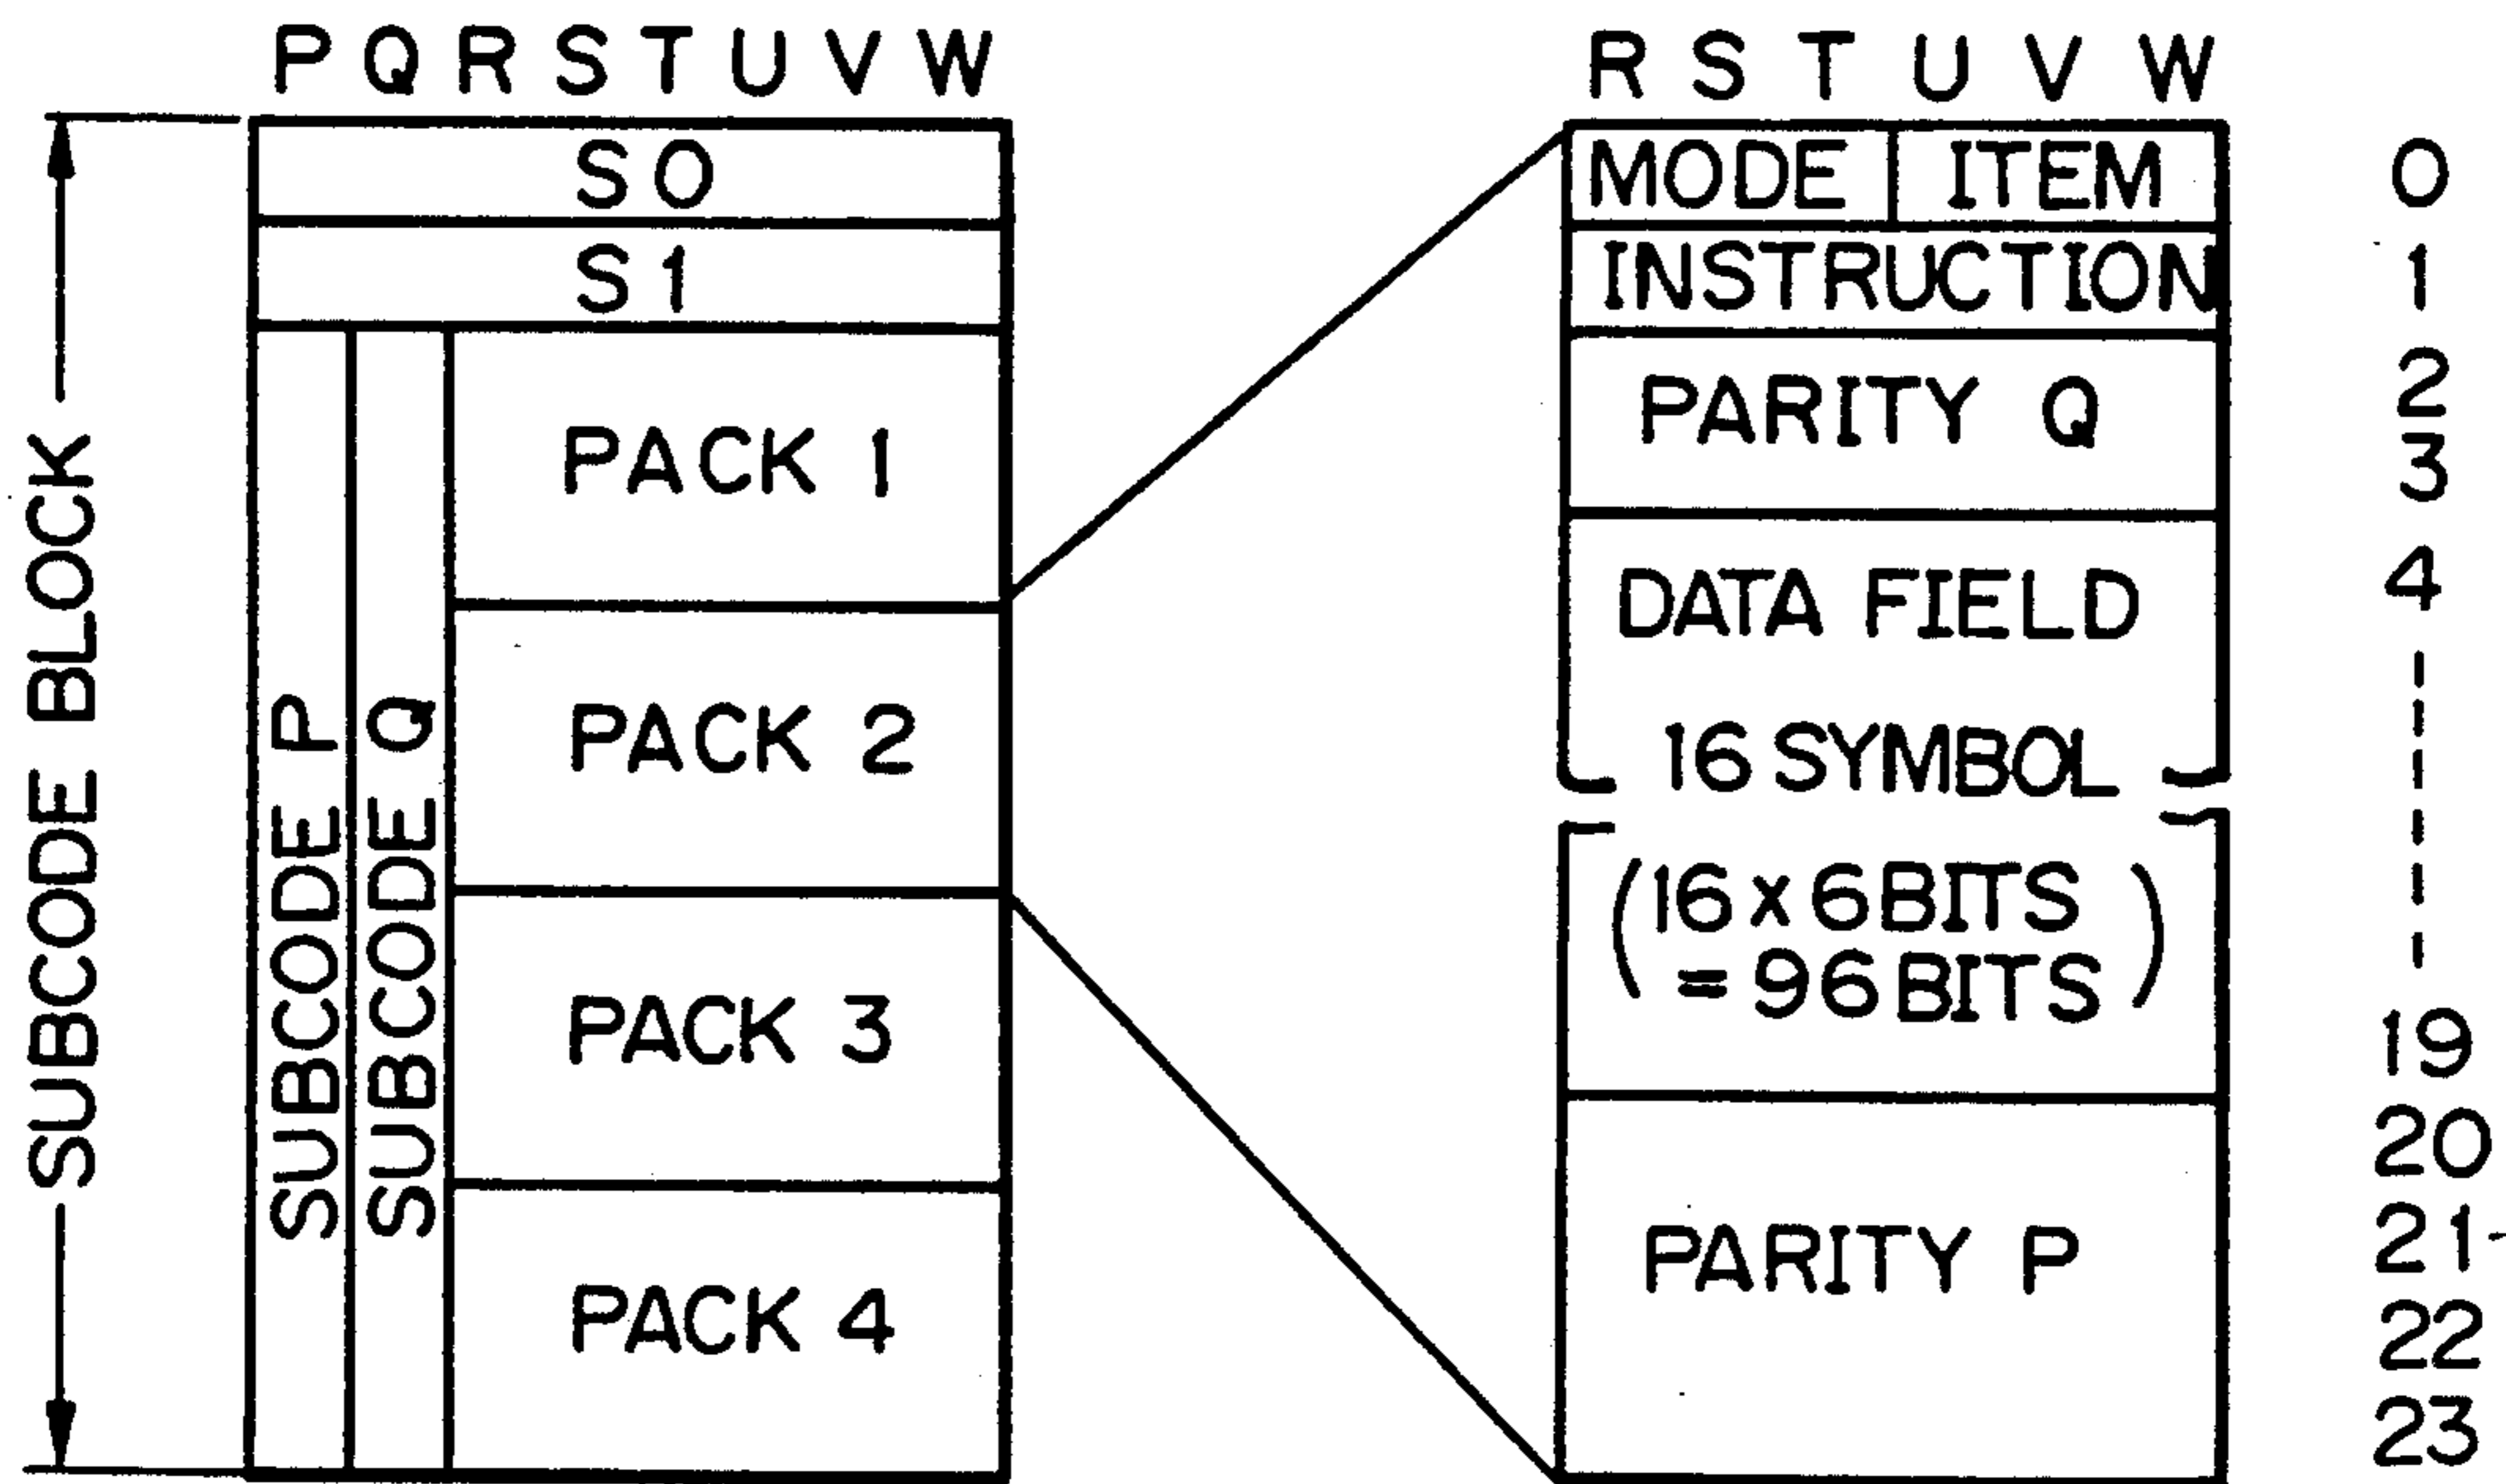 P Q R S T U V W
S0
S1
PACK 1
PACK 2
PACK 3
PACK 4
SUBCODE BLOCK
SUBCODE P
SUBCODE Q
R S T U V W
MODE ITEM 0
INSTRUCTION 1
PARITY Q
2
3
DATA FIELD 4
16 SYMBOL
(16 x 6 BITS
= 96 BITS)
19
20
PARITY P
21
22
23